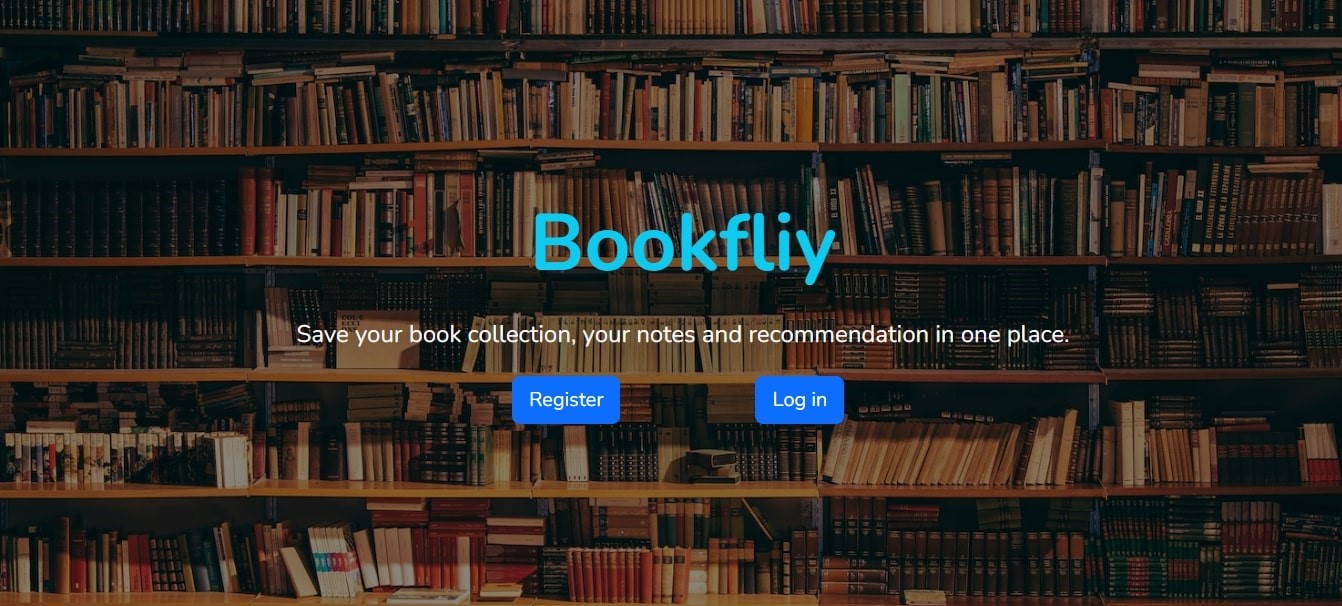 Bookfliy
Save your book collection, your notes and recommendation in one place.
Register
Log in